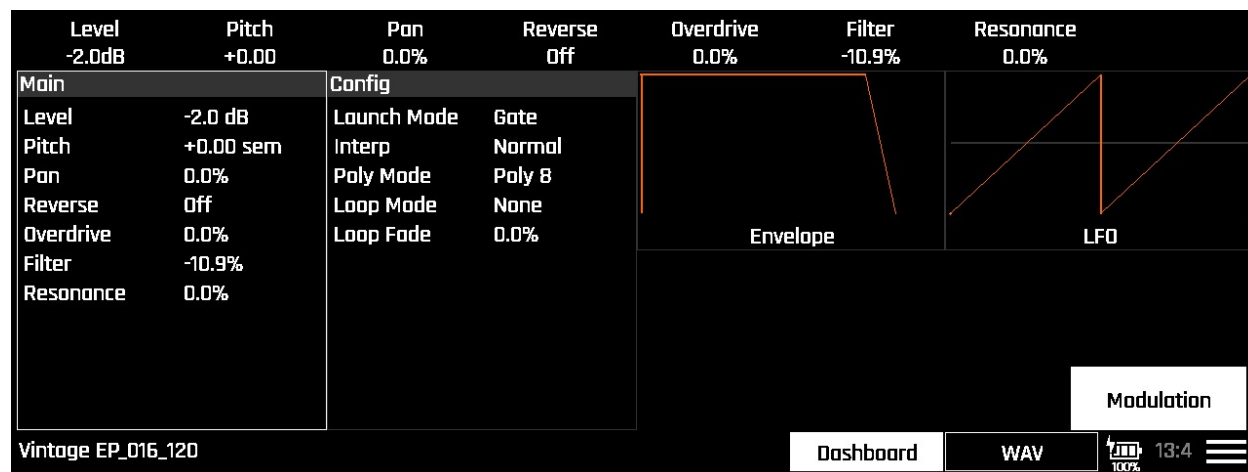 Level Pitch Pan Reverse Overdrive Filter Resonance
-2.0dB +0.00 0.0% Off 0.0% -10.9% 0.0%
Main
Level -2.0 dB
Pitch +0.00 sem
Pan 0.0%
Reverse Off
Overdrive 0.0%
Filter -10.9%
Resonance 0.0%
Config
Launch Mode Gate
Interp Normal
Poly Mode Poly 8
Loop Mode None
Loop Fade 0.0%
Envelope
LFO
Modulation
Vintage EP_016_120
Dashboard
WAV
100%
13:4